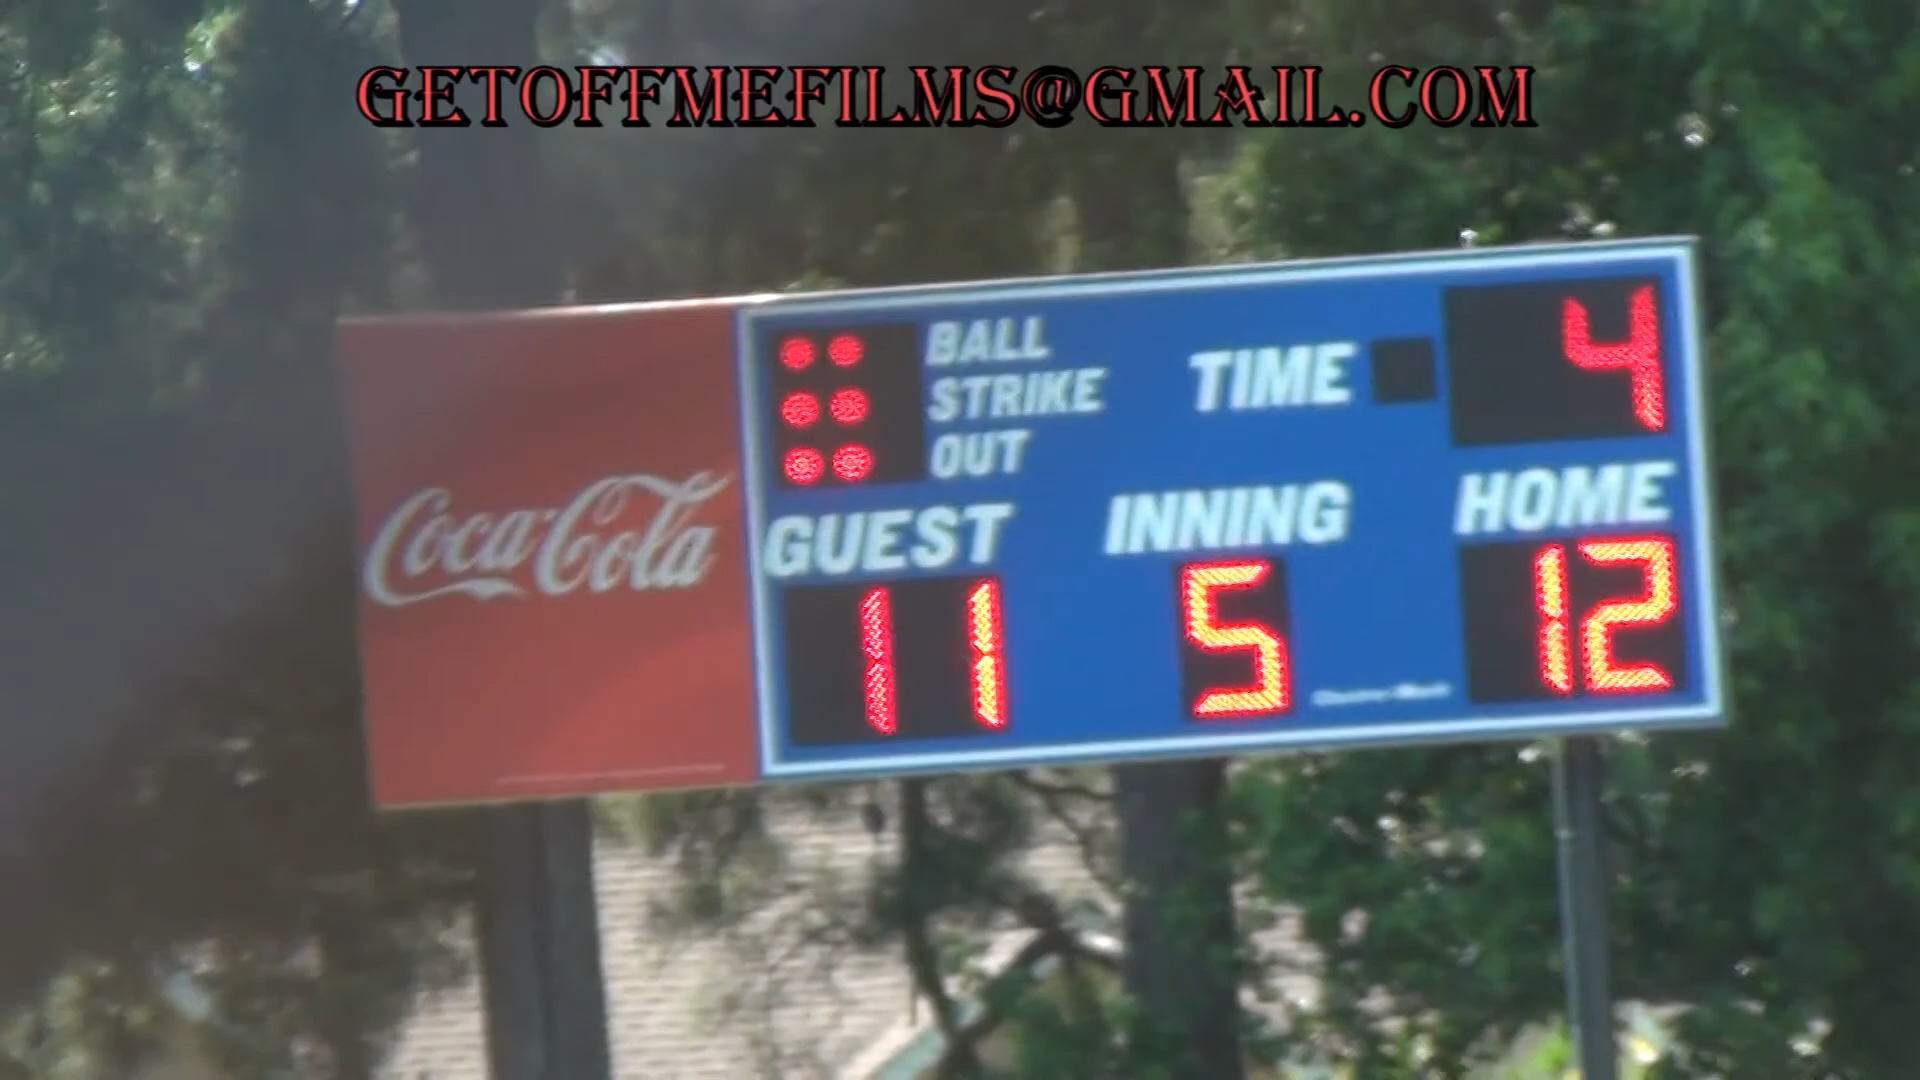 GETOFFMEFILMS@GMAIL.COM
BALL
STRIKE
OUT
TIME 4
Coca-Cola
GUEST INNING HOME
11 5 12